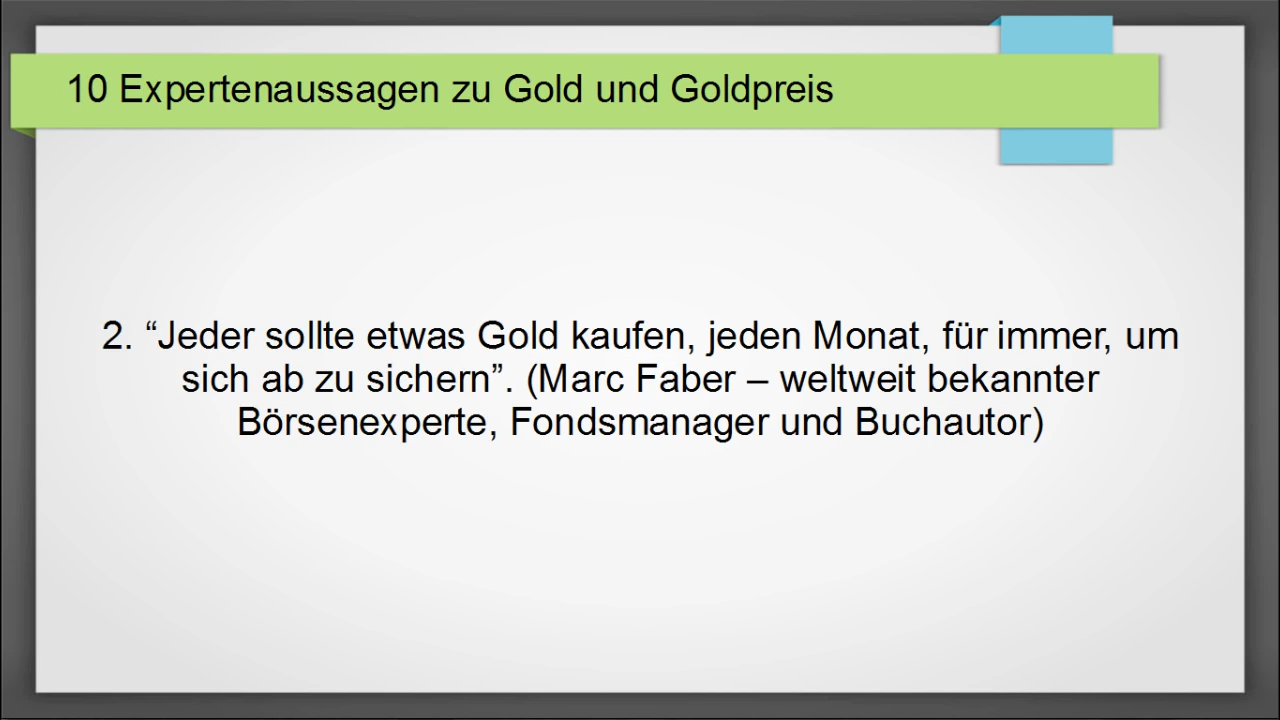 10 Expertenaussagen zu Gold und Goldpreis
2. “Jeder sollte etwas Gold kaufen, jeden Monat, für immer, um
sich ab zu sichern”. (Marc Faber – weltweit bekannter
Börsenexperte, Fondsmanager und Buchautor)